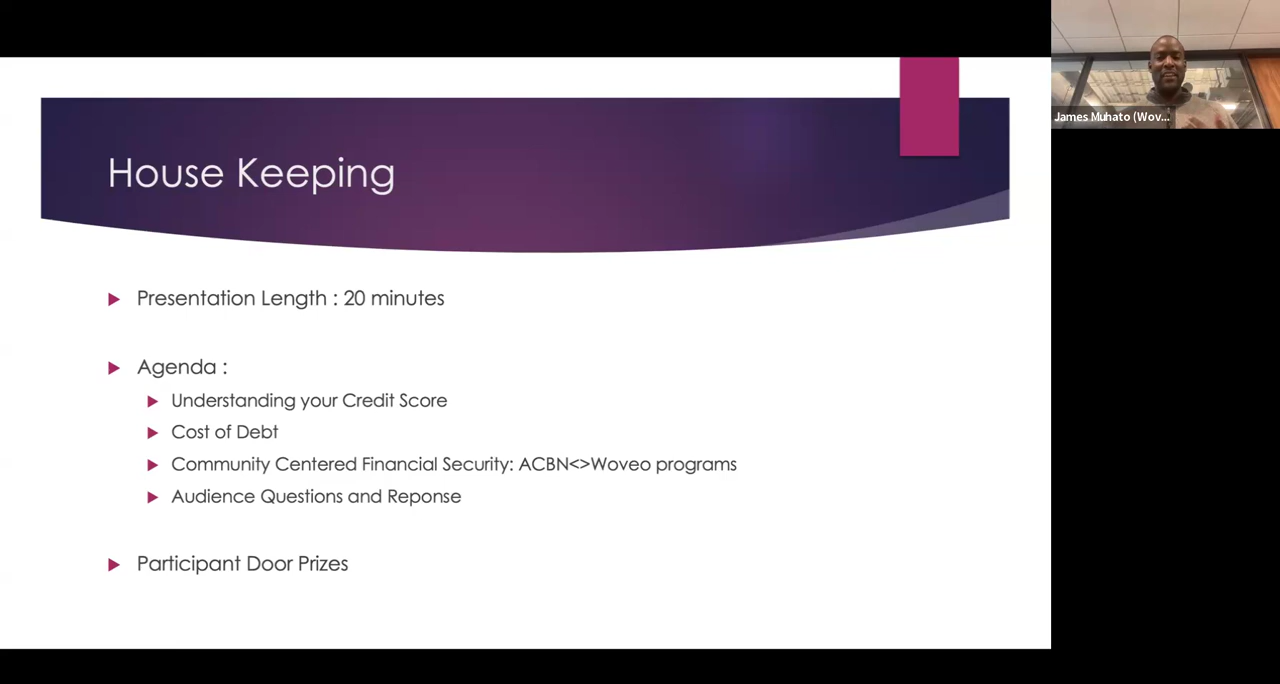 House Keeping
Presentation Length : 20 minutes
Agenda :
Understanding your Credit Score
Cost of Debt
Community Centered Financial Security: ACBN<>Woveo programs
Audience Questions and Reponse
Participant Door Prizes
James Muhato (Wov...